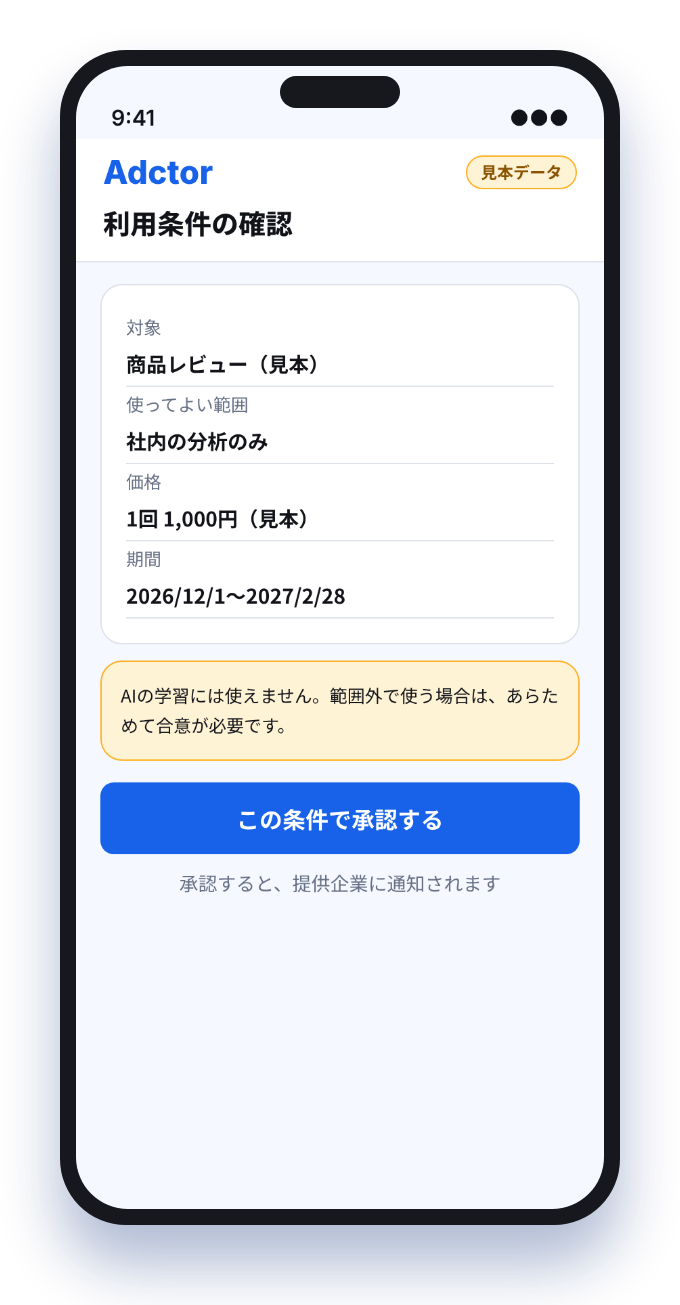 9:41
Adctor
見本データ
利用条件の確認
対象
商品レビュー（見本）
使ってよい範囲
社内の分析のみ
価格
1回 1,000円（見本）
期間
2026/12/1〜2027/2/28
AIの学習には使えません。範囲外で使う場合は、あらた
めて合意が必要です。
この条件で承認する
承認すると、提供企業に通知されます